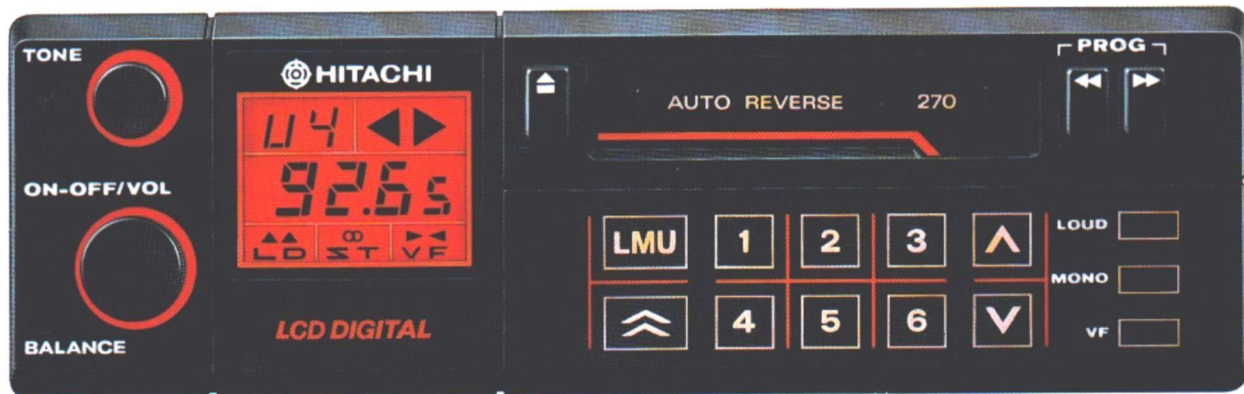 TONE
ON-OFF/VOL
BALANCE
HITACHI
U4
92.6s
LD ST VF
LCD DIGITAL
AUTO REVERSE 270
PROG
LMU 1 2 3
4 5 6
LOUD
MONO
VF